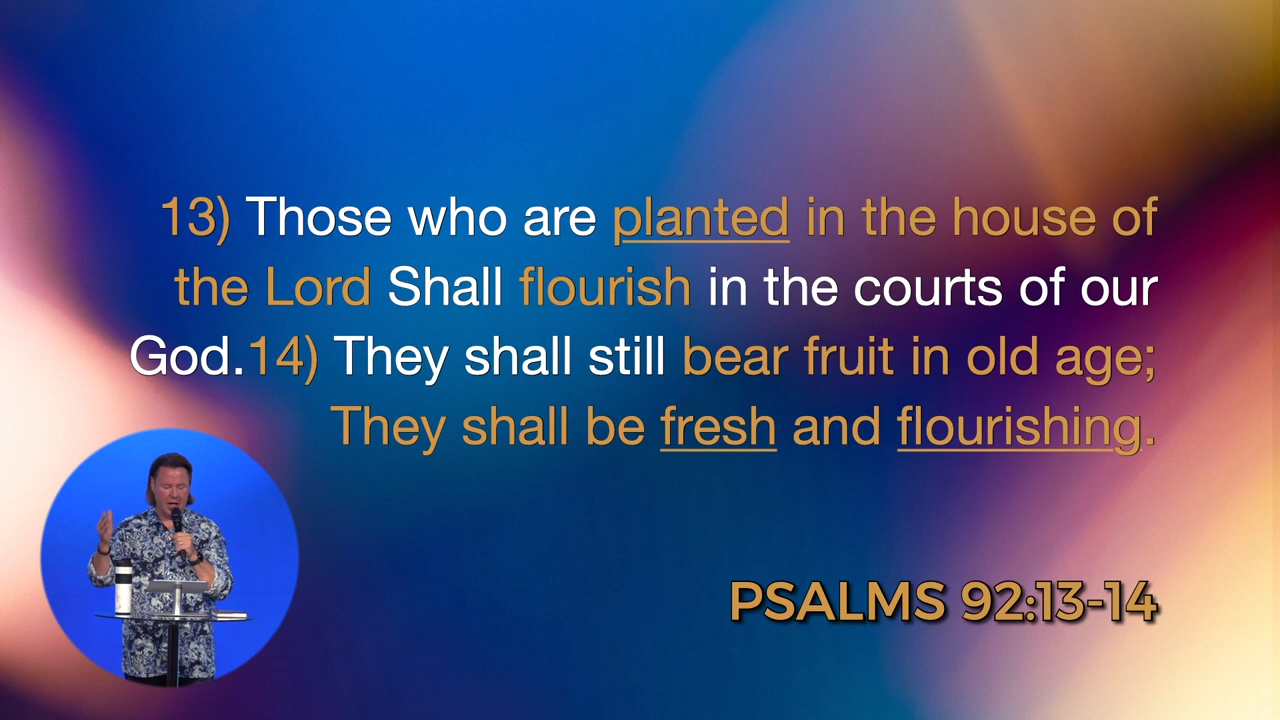 13) Those who are planted in the house of
the Lord Shall flourish in the courts of our
God.14) They shall still bear fruit in old age;
They shall be fresh and flourishing.
PSALMS 92:13-14